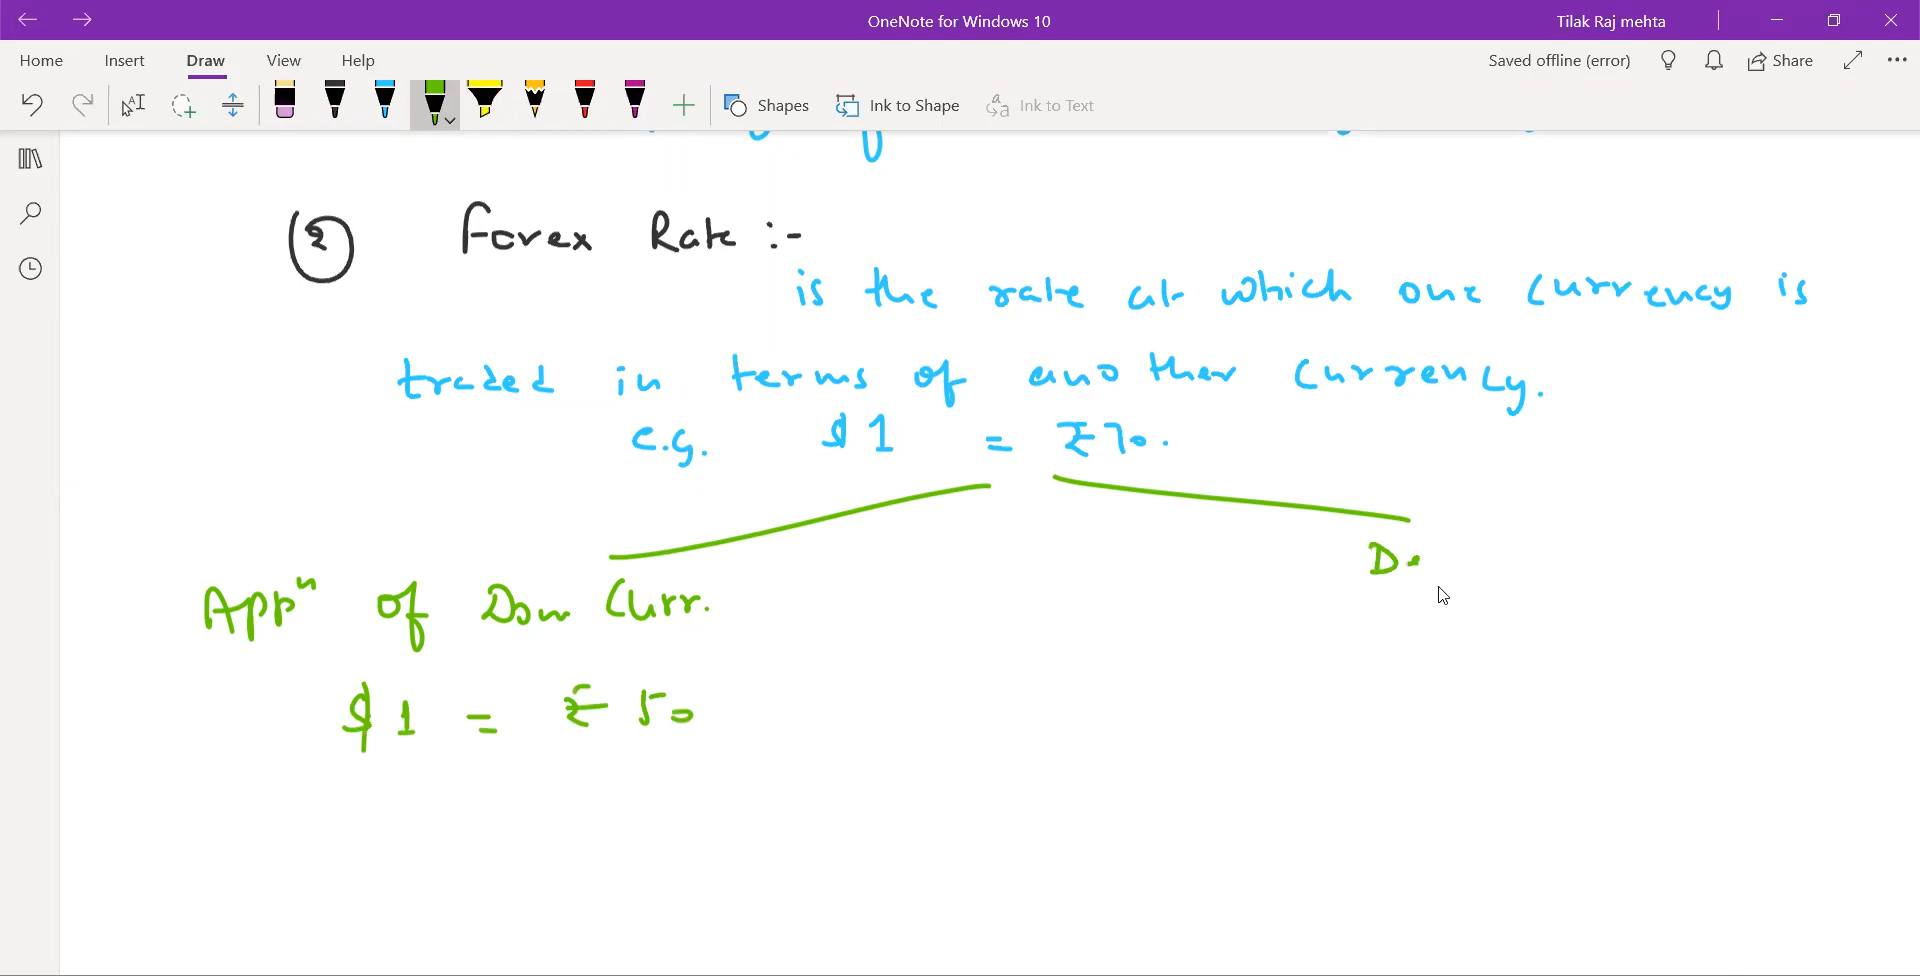 OneNote for Windows 10
Tilak Raj mehta
Home Insert Draw View Help
Saved offline (error) Share
Shapes Ink to Shape Ink to Text
② Forex Rate :-
is the rate at which one currency is
traded in terms of another currency.
e.g. $1 = ₹70.
Appⁿ of Dom Curr.
De
$1 = ₹50